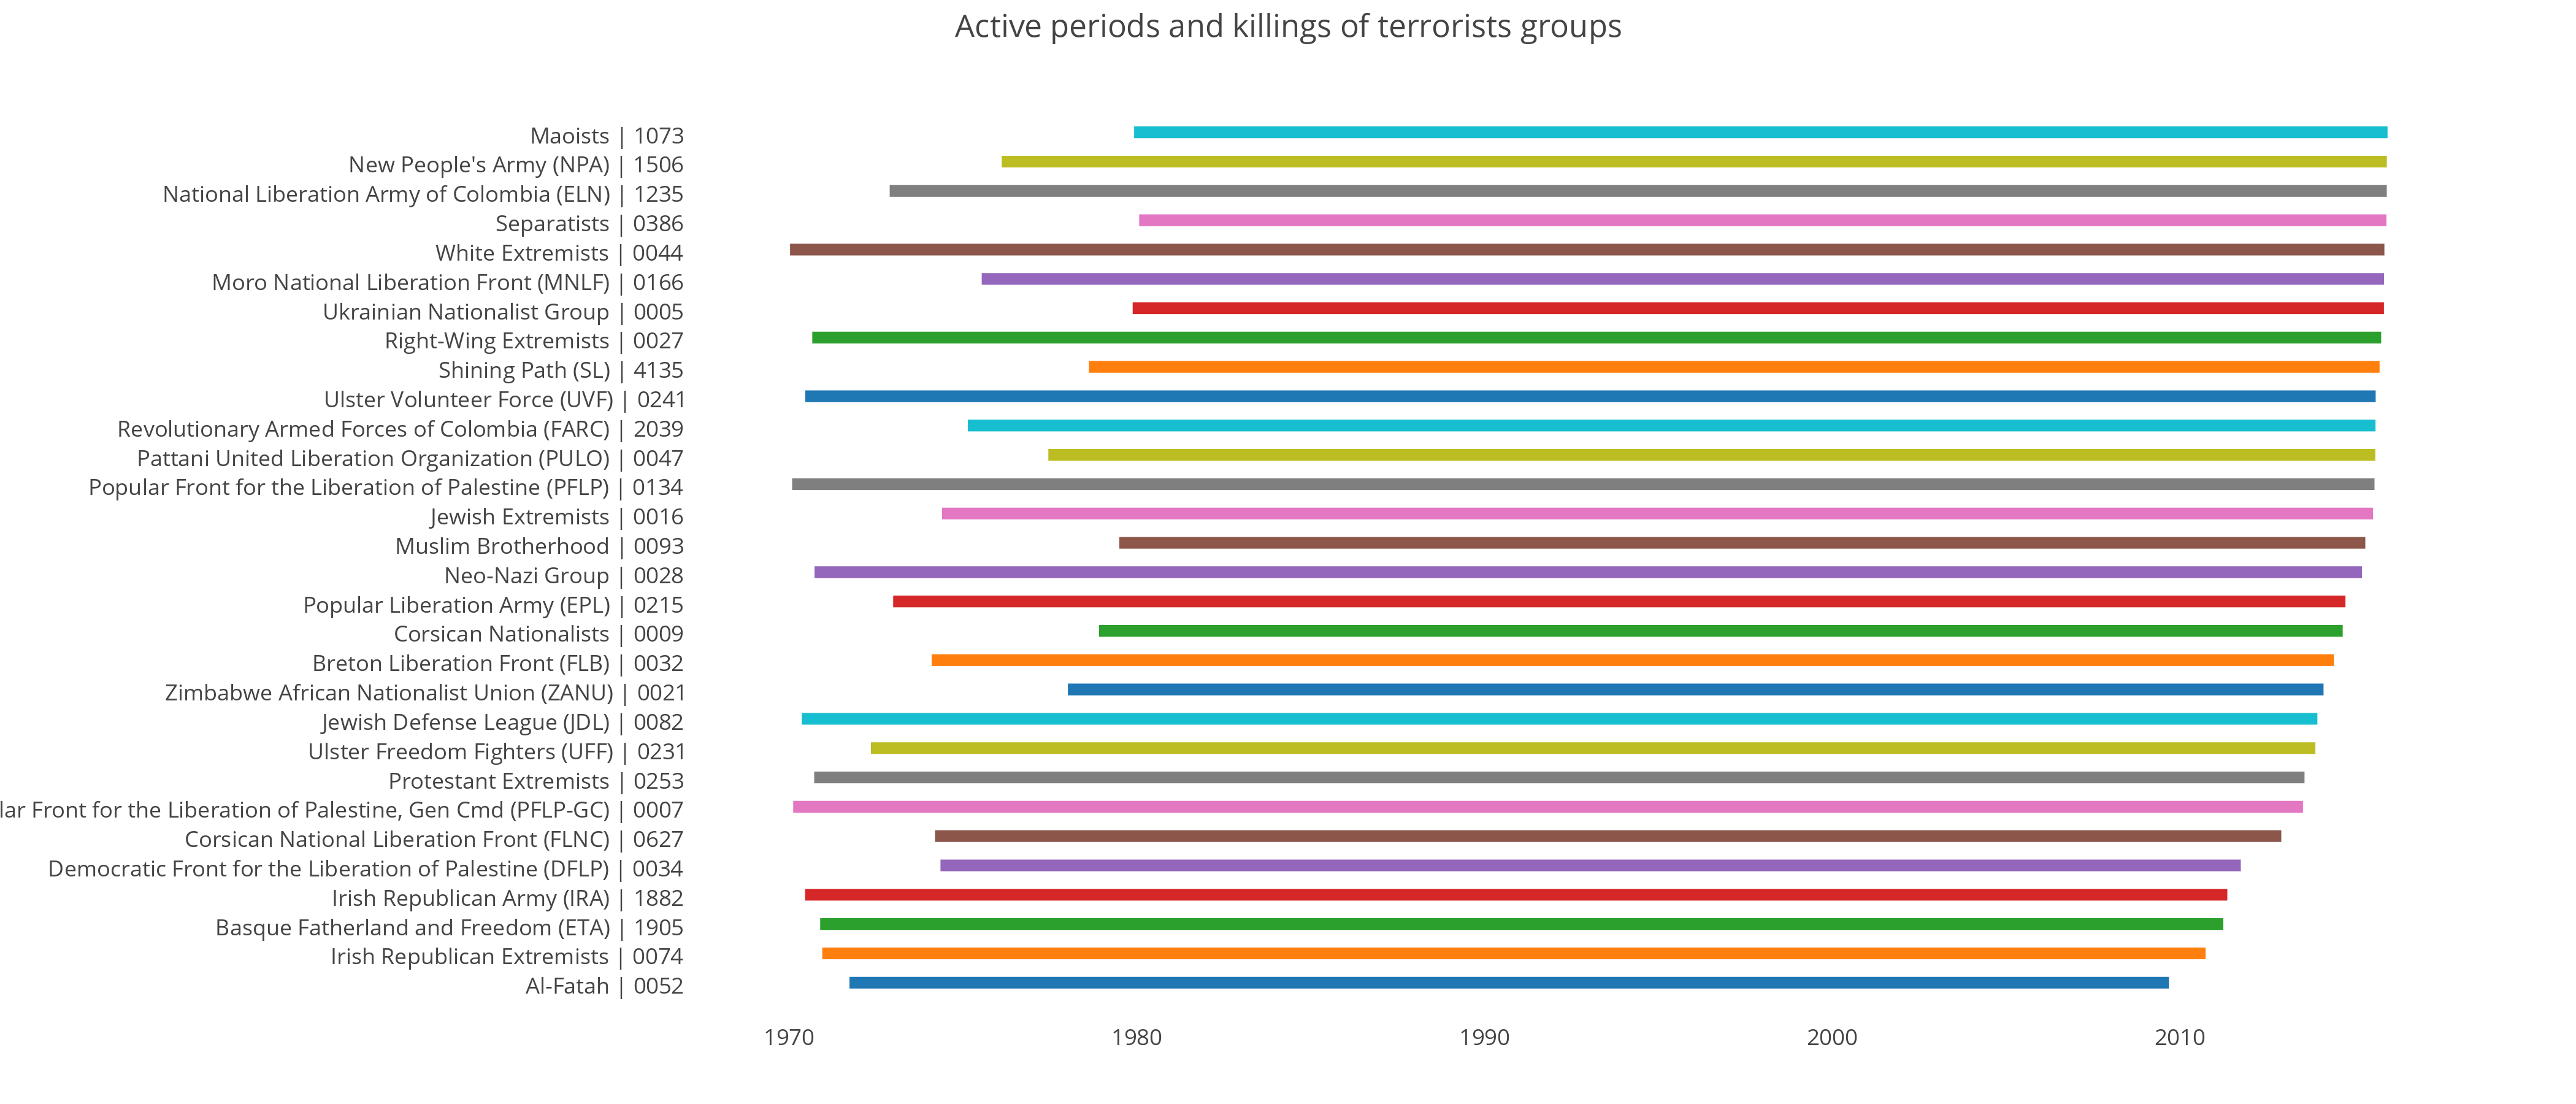 Active periods and killings of terrorists groups
Maoists | 1073
New People's Army (NPA) | 1506
National Liberation Army of Colombia (ELN) | 1235
Separatists | 0386
White Extremists | 0044
Moro National Liberation Front (MNLF) | 0166
Ukrainian Nationalist Group | 0005
Right-Wing Extremists | 0027
Shining Path (SL) | 4135
Ulster Volunteer Force (UVF) | 0241
Revolutionary Armed Forces of Colombia (FARC) | 2039
Pattani United Liberation Organization (PULO) | 0047
Popular Front for the Liberation of Palestine (PFLP) | 0134
Jewish Extremists | 0016
Muslim Brotherhood | 0093
Neo-Nazi Group | 0028
Popular Liberation Army (EPL) | 0215
Corsican Nationalists | 0009
Breton Liberation Front (FLB) | 0032
Zimbabwe African Nationalist Union (ZANU) | 0021
Jewish Defense League (JDL) | 0082
Ulster Freedom Fighters (UFF) | 0231
Protestant Extremists | 0253
lar Front for the Liberation of Palestine, Gen Cmd (PFLP-GC) | 0007
Corsican National Liberation Front (FLNC) | 0627
Democratic Front for the Liberation of Palestine (DFLP) | 0034
Irish Republican Army (IRA) | 1882
Basque Fatherland and Freedom (ETA) | 1905
Irish Republican Extremists | 0074
Al-Fatah | 0052
1970 1980 1990 2000 2010